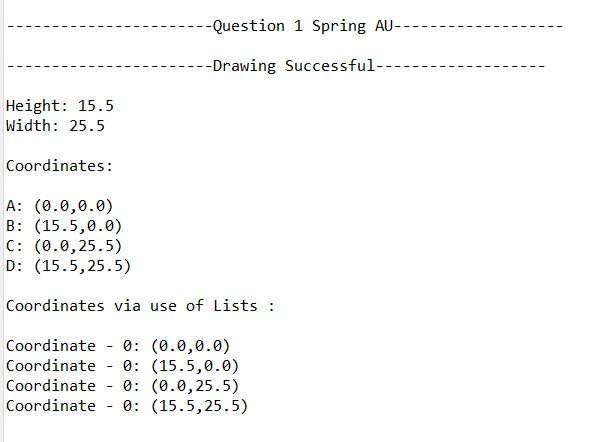 -----------------------Question 1 Spring AU-------------------
-----------------------Drawing Successful-------------------
Height: 15.5
Width: 25.5
Coordinates:
A: (0.0,0.0)
B: (15.5,0.0)
C: (0.0,25.5)
D: (15.5,25.5)
Coordinates via use of Lists :
Coordinate - 0: (0.0,0.0)
Coordinate - 0: (15.5,0.0)
Coordinate - 0: (0.0,25.5)
Coordinate - 0: (15.5,25.5)